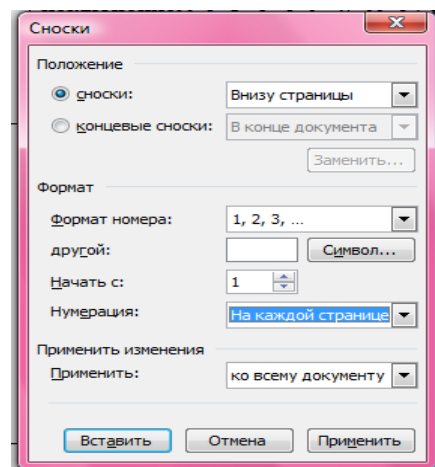 Сноски
Положение
сноски: Внизу страницы
концевые сноски: В конце документа
Заменить...
Формат
Формат номера: 1, 2, 3, ...
другой: Символ...
Начать с: 1
Нумерация: На каждой странице
Применить изменения
Применить: ко всему документу
Вставить Отмена Применить